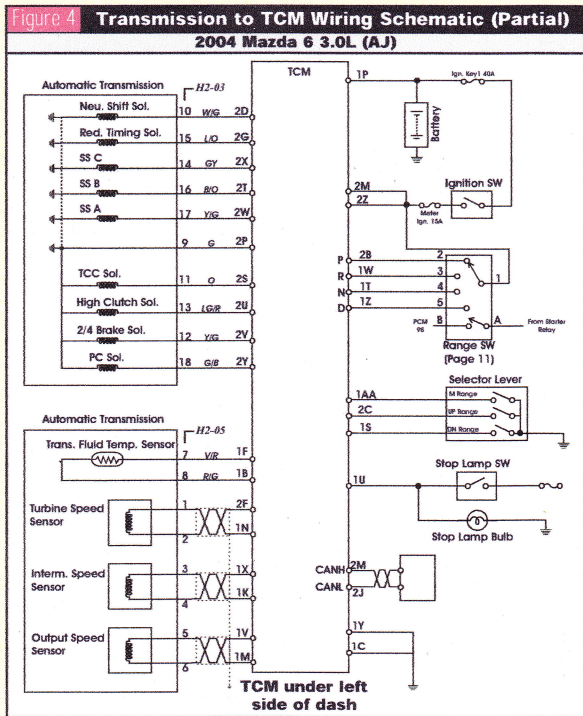 Figure 4 Transmission to TCM Wiring Schematic (Partial)
2004 Mazda 6 3.0L (AJ)
Automatic Transmission
H2-03
TCM
Neu. Shift Sol. 10 W/G 2D
Red. Timing Sol. 15 L/O 2G
SS C 14 GY 2X
SS B 16 B/O 2T
SS A 17 Y/G 2W
9 G 2P
TCC Sol. 11 O 2S
High Clutch Sol. 13 LG/R 2U
2/4 Brake Sol. 12 Y/G 2V
PC Sol. 18 G/B 2Y
1P
Ign. Key1 40A
Battery
2M
2Z
Ignition SW
Meter
Ign. 15A
P 2B 2
R 1W 3
N 1T 4
D 1Z 5
1
PCM
98
B
A
From Starter
Relay
Range SW
(Page 11)
Selector Lever
1AA M Range
2C UP Range
1S DN Range
Automatic Transmission
H2-05
Trans. Fluid Temp. Sensor
7 V/R 1F
8 R/G 1B
Turbine Speed
Sensor
1 2F
2 1N
Interm. Speed
Sensor
3 1X
4 1K
Output Speed
Sensor
5 1V
6 1M
Stop Lamp SW
1U
Stop Lamp Bulb
CANH 2M
CANL 2J
1Y
1C
TCM under left
side of dash